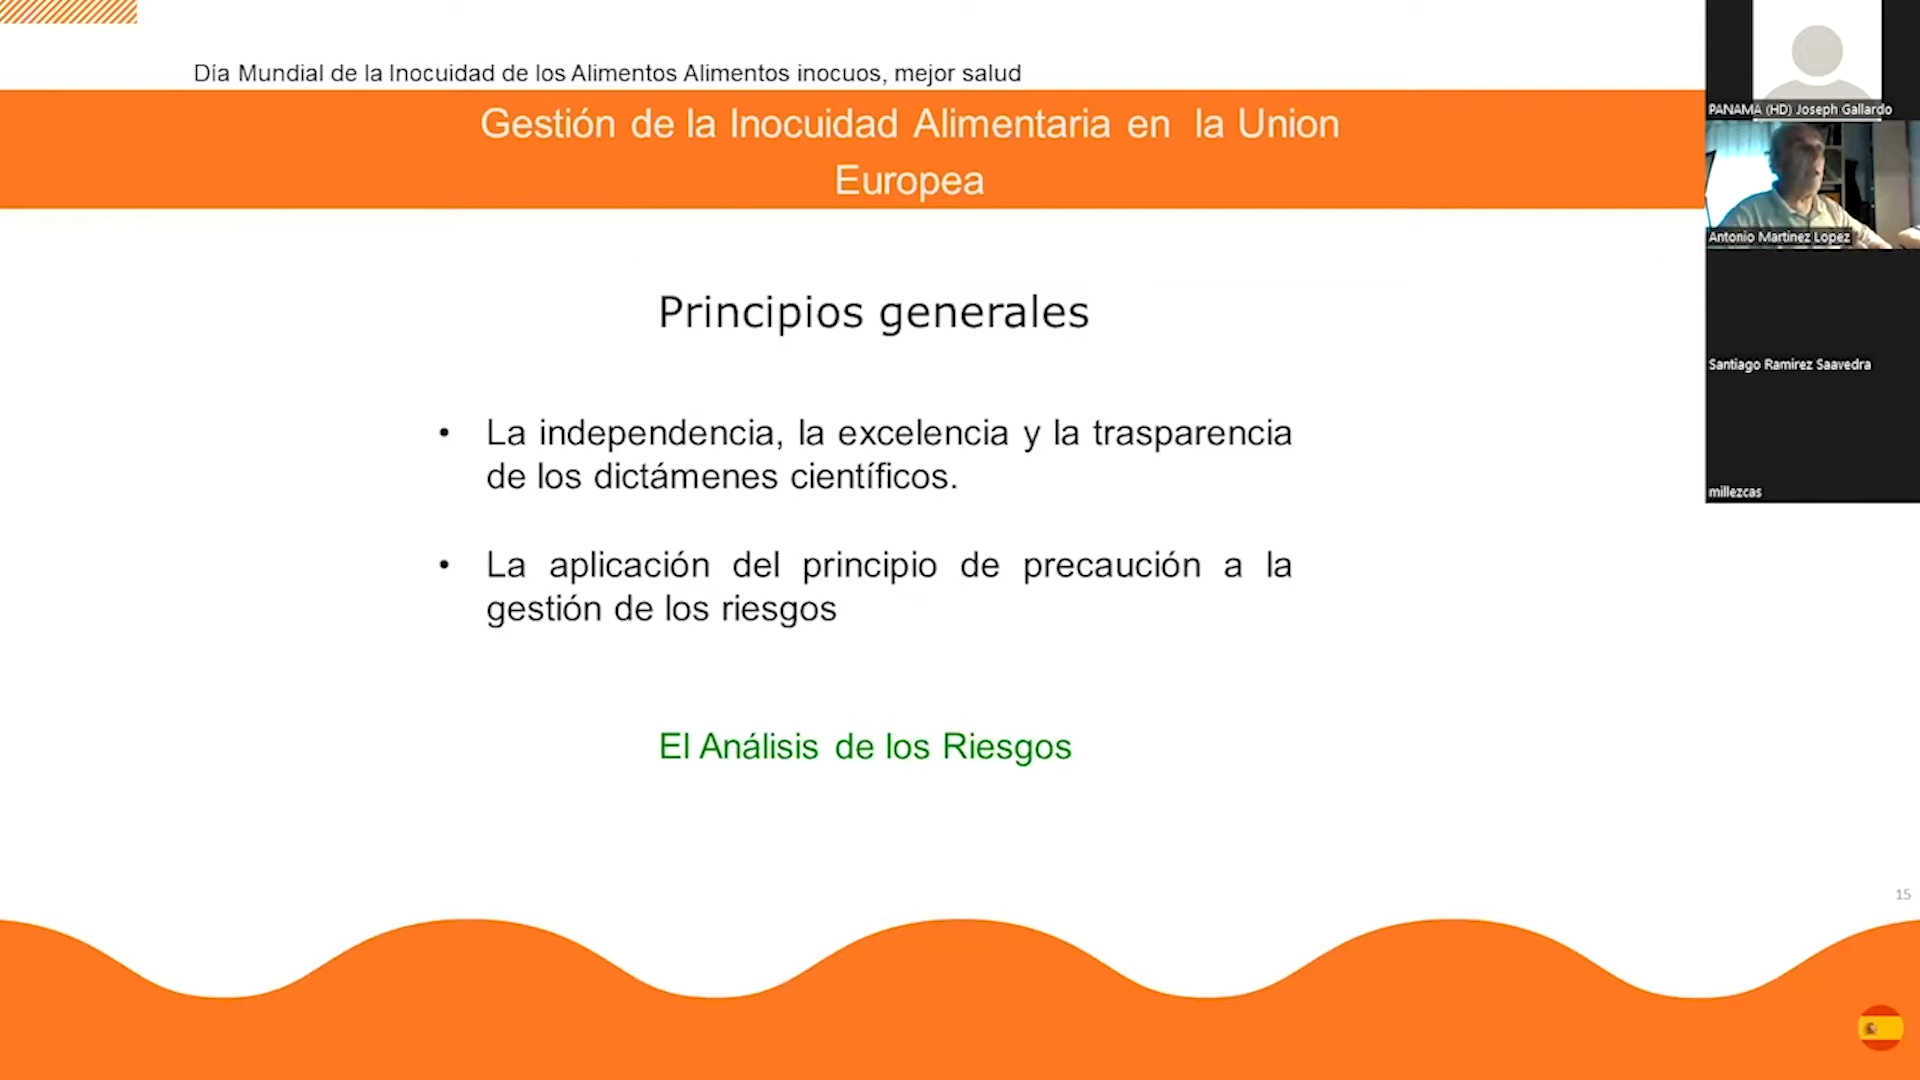 Día Mundial de la Inocuidad de los Alimentos Alimentos inocuos, mejor salud
Gestión de la Inocuidad Alimentaria en la Union
Europea
Principios generales
• La independencia, la excelencia y la trasparencia
de los dictámenes científicos.
• La aplicación del principio de precaución a la
gestión de los riesgos
El Análisis de los Riesgos
15
PANAMA (HD) Joseph Gallardo
Antonio Martinez Lopez
Santiago Ramirez Saavedra
millezcas